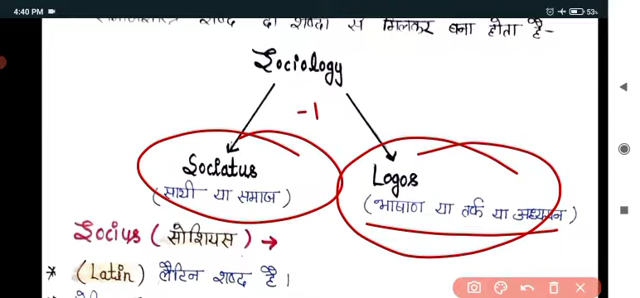 4:40 PM
53%
शब्द दो शब्दों से मिलकर बना होता है-
Sociology
-1
Sociatus
Logos
(साथी या समाज)
(भाषण या तर्क या अध्ययन)
Socius (सोशियस) →
* (Latin) लैटिन शब्द है।